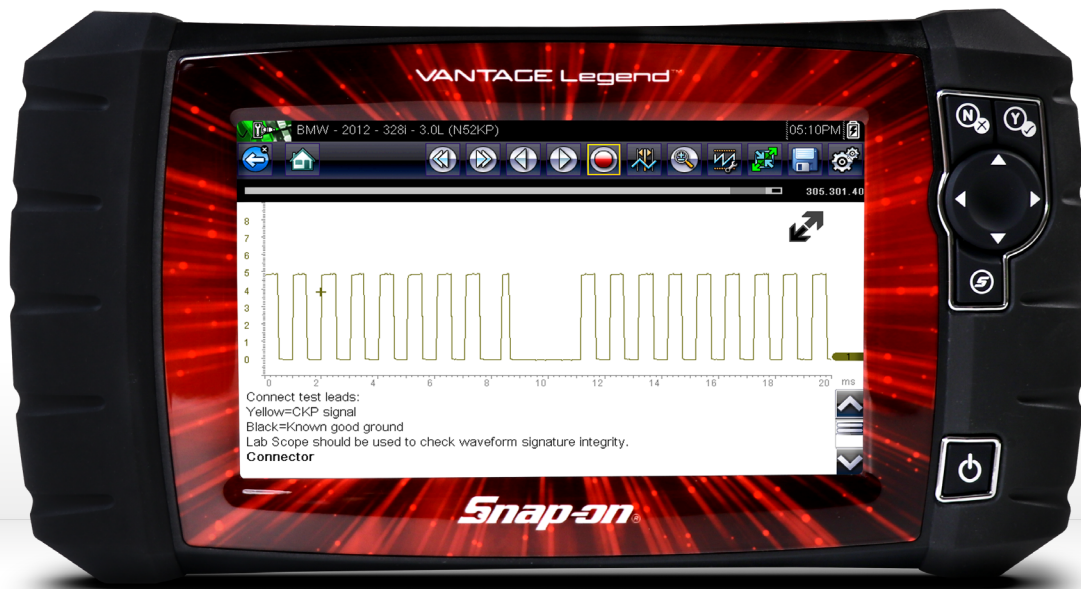 VANTAGE Legend™
BMW - 2012 - 328i - 3.0L (N52KP)
05:10PM
305.301.40
N
Y
8
7
6
5
4
3
2
1
0
1
0 2 4 6 8 10 12 14 16 18 20 ms
Connect test leads:
Yellow=CKP signal
Black=Known good ground
Lab Scope should be used to check waveform signature integrity.
Connector
S
Snap-on®